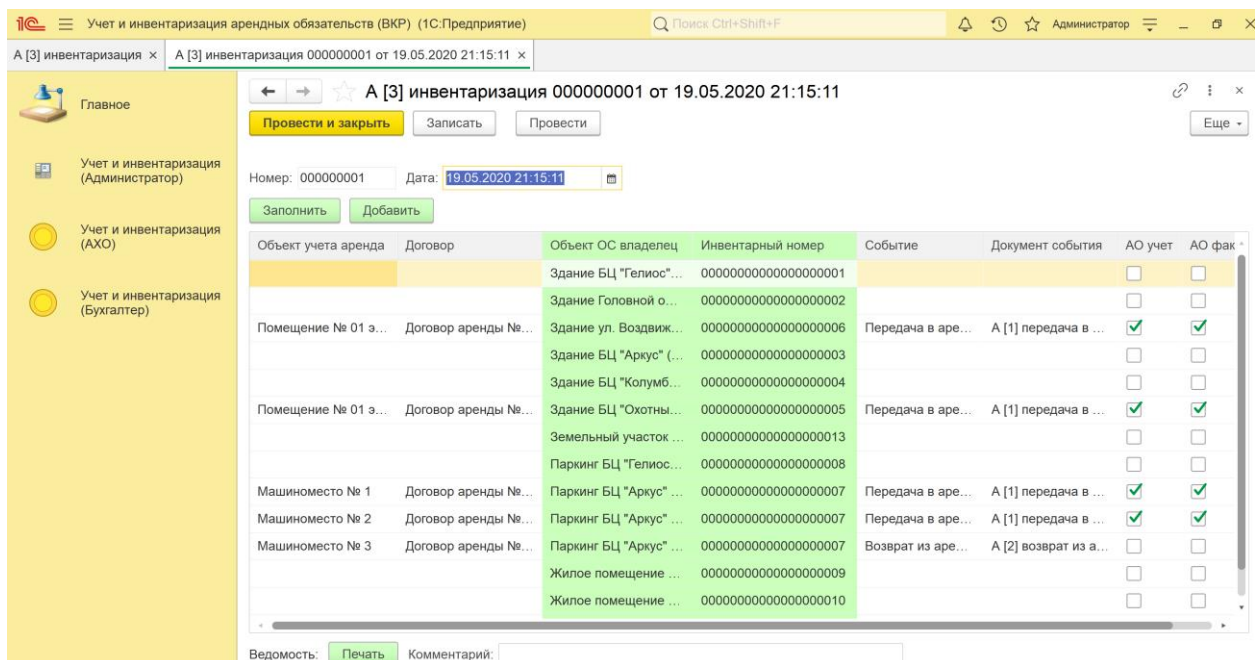 1С Учет и инвентаризация арендных обязательств (ВКР) (1С:Предприятие) Поиск Ctrl+Shift+F Администратор
А [3] инвентаризация × А [3] инвентаризация 000000001 от 19.05.2020 21:15:11 ×
Главное
Учет и инвентаризация
(Администратор)
Учет и инвентаризация
(АХО)
Учет и инвентаризация
(Бухгалтер)
А [3] инвентаризация 000000001 от 19.05.2020 21:15:11
Провести и закрыть Записать Провести Еще
Номер: 000000001 Дата: 19.05.2020 21:15:11
Заполнить Добавить
Объект учета аренда Договор Объект ОС владелец Инвентарный номер Событие Документ события АО учет АО фак
Здание БЦ "Гелиос"... 00000000000000000001
Здание Головной о... 00000000000000000002
Помещение № 01 э... Договор аренды №... Здание ул. Воздвиж... 00000000000000000006 Передача в аре... А [1] передача в ...
Здание БЦ "Аркус" (... 00000000000000000003
Здание БЦ "Колумб... 00000000000000000004
Помещение № 01 э... Договор аренды №... Здание БЦ "Охотны... 00000000000000000005 Передача в аре... А [1] передача в ...
Земельный участок ... 00000000000000000013
Паркинг БЦ "Гелиос... 00000000000000000008
Машиноместо № 1 Договор аренды №... Паркинг БЦ "Аркус" ... 00000000000000000007 Передача в аре... А [1] передача в ...
Машиноместо № 2 Договор аренды №... Паркинг БЦ "Аркус" ... 00000000000000000007 Передача в аре... А [1] передача в ...
Машиноместо № 3 Договор аренды №... Паркинг БЦ "Аркус" ... 00000000000000000007 Возврат из аре... А [2] возврат из а...
Жилое помещение ... 00000000000000000009
Жилое помещение ... 00000000000000000010
Ведомость: Печать Комментарий: